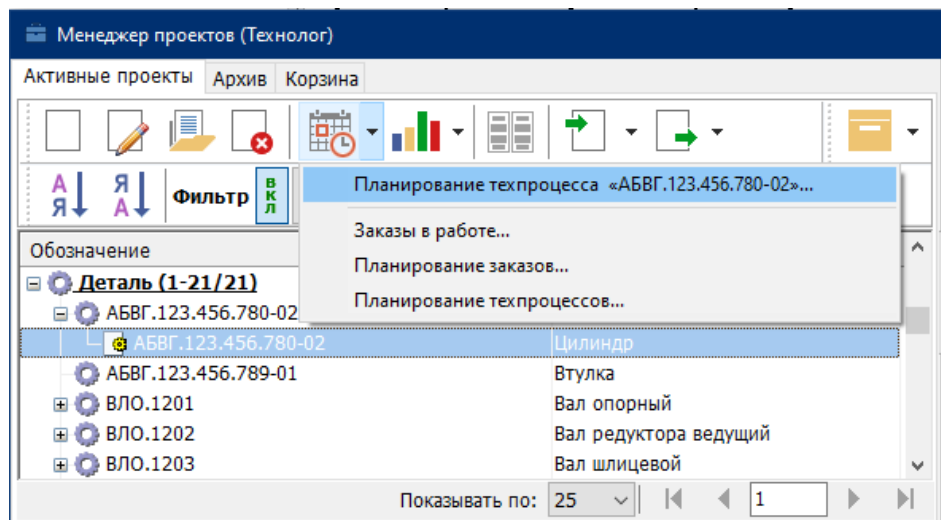 Менеджер проектов (Технолог)
Активные проекты Архив Корзина
А Я Я А Фильтр ВКЛ
Планирование техпроцесса «АБВГ.123.456.780-02»...
Заказы в работе...
Планирование заказов...
Планирование техпроцессов...
Обозначение
Деталь (1-21/21)
АБВГ.123.456.780-02
АБВГ.123.456.780-02 Цилиндр
АБВГ.123.456.789-01 Втулка
ВЛО.1201 Вал опорный
ВЛО.1202 Вал редуктора ведущий
ВЛО.1203 Вал шлицевой
Показывать по: 25 1